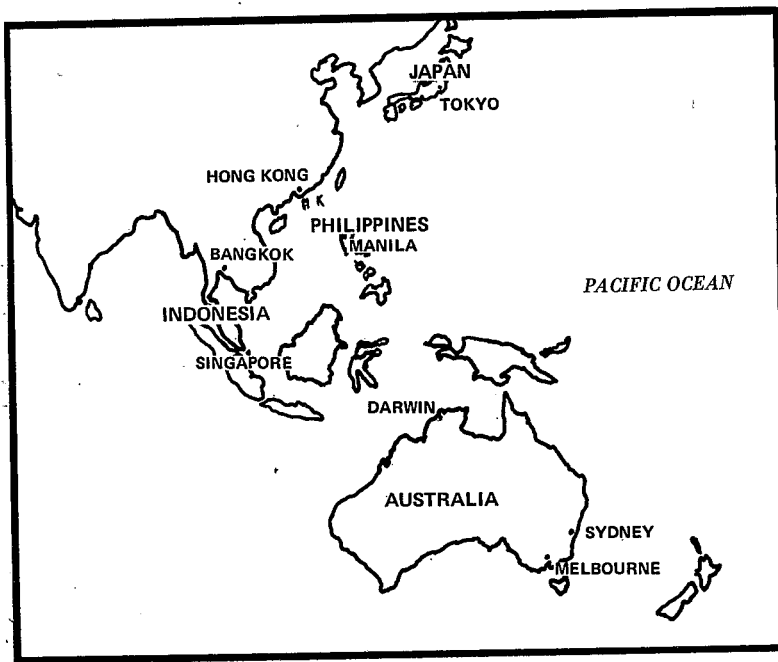 JAPAN
TOKYO
HONG KONG
H K
PHILIPPINES
MANILA
BANGKOK
PACIFIC OCEAN
INDONESIA
SINGAPORE
DARWIN
AUSTRALIA
SYDNEY
MELBOURNE